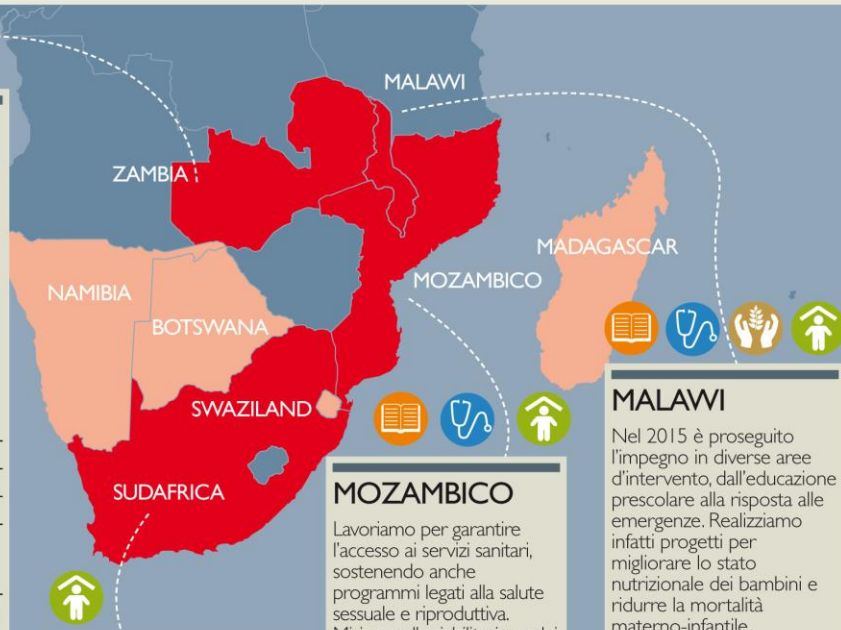 MALAWI
ZAMBIA
MADAGASCAR
NAMIBIA
MOZAMBICO
BOTSWANA
SWAZILAND
SUDAFRICA
MOZAMBICO
Lavoriamo per garantire
l'accesso ai servizi sanitari,
sostenendo anche
programmi legati alla salute
sessuale e riproduttiva.
MALAWI
Nel 2015 è proseguito
l'impegno in diverse aree
d'intervento, dall'educazione
prescolare alla risposta alle
emergenze. Realizziamo
infatti progetti per
migliorare lo stato
nutrizionale dei bambini e
ridurre la mortalità
materno-infantile